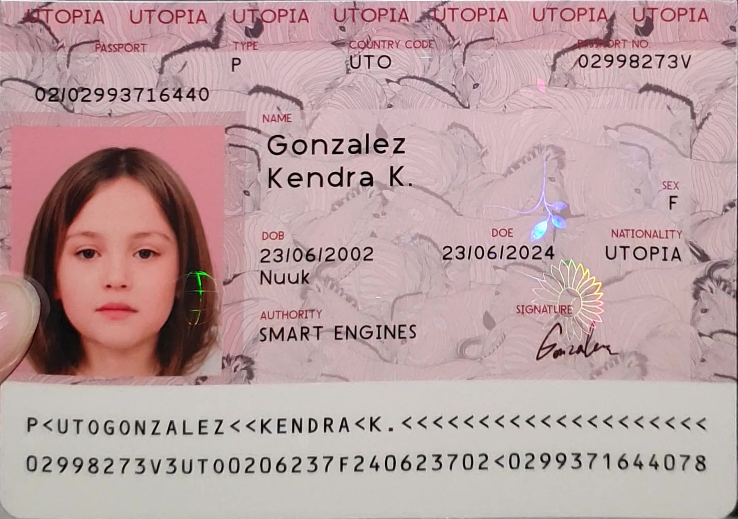 UTOPIA UTOPIA UTOPIA UTOPIA UTOPIA UTOPIA UTOPIA
PASSPORT TYPE COUNTRY CODE PASSPORT NO.
P UTO 02998273V
02/02993716440
NAME
Gonzalez
Kendra K.
SEX
F
DOB DOE NATIONALITY
23/06/2002 23/06/2024 UTOPIA
Nuuk
AUTHORITY SIGNATURE
SMART ENGINES
Gonzalez
P<UTOGONZALEZ<<KENDRA<K.<<<<<<<<<<<<<<<<<<<<
02998273V3UTO0206237F240623702<0299371644078